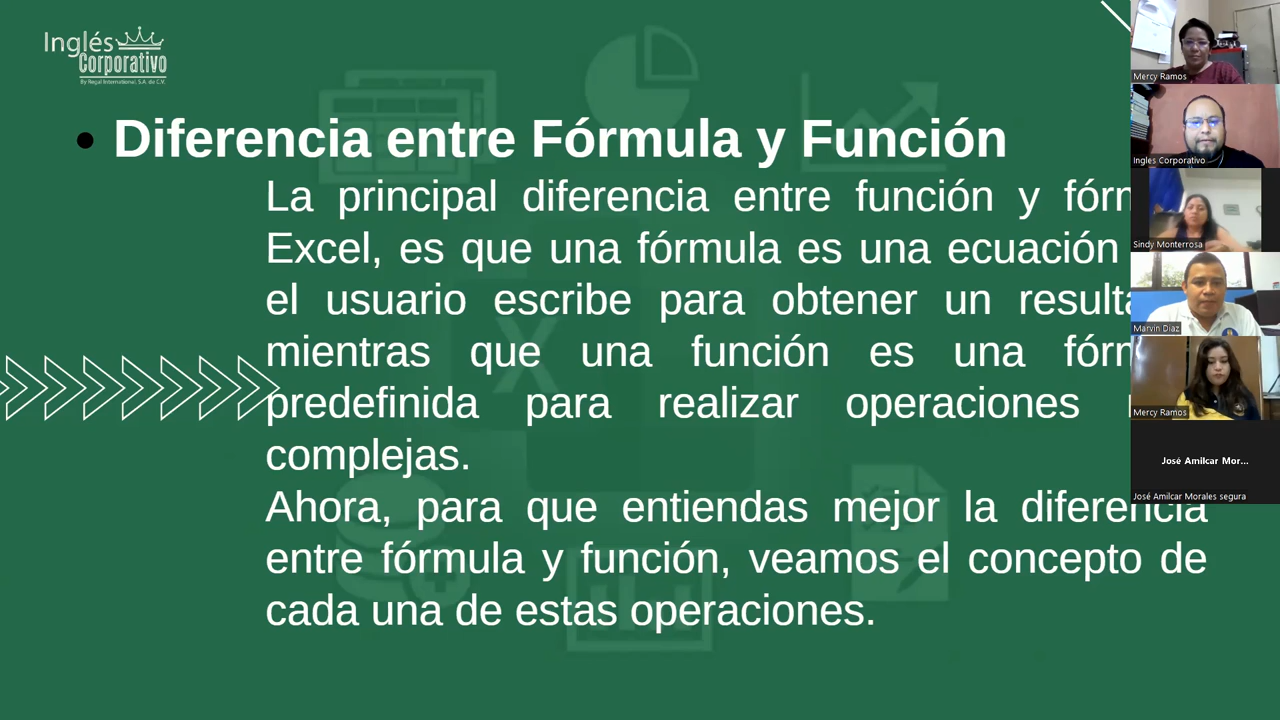 Inglés
Corporativo
By Regal International, S.A. de C.V.
• Diferencia entre Fórmula y Función
La principal diferencia entre función y
Excel, es que una fórmula es una ecuación
el usuario escribe para obtener un
mientras que una función es una
predefinida para realizar operaciones
complejas.
Ahora, para que entiendas mejor la diferencia
entre fórmula y función, veamos el concepto de
cada una de estas operaciones.
Mercy Ramos
Ingles Corporativo
Sindy Monterrosa
Marvin Diaz
Mercy Ramos
José Amilcar Mor...
José Amilcar Morales segura